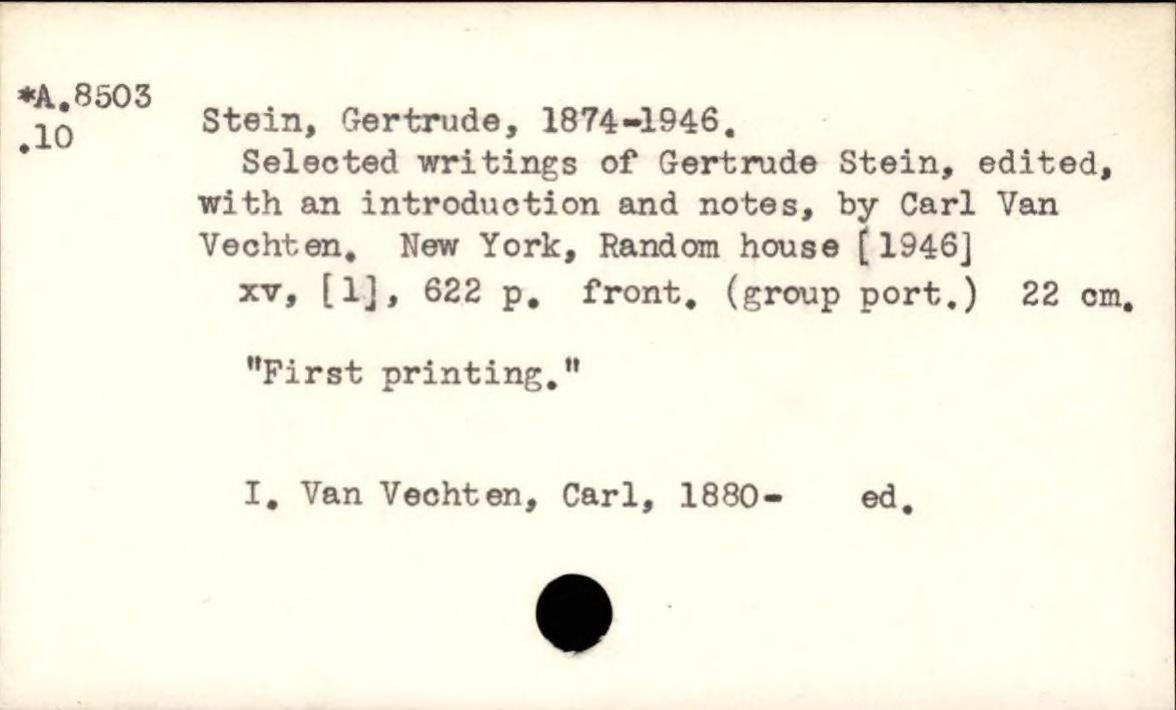 *A.8503
.10
Stein, Gertrude, 1874-1946.
Selected writings of Gertrude Stein, edited,
with an introduction and notes, by Carl Van
Vechten. New York, Random house [1946]
xv, [1], 622 p. front. (group port.) 22 cm.
"First printing."
I. Van Vechten, Carl, 1880- ed.